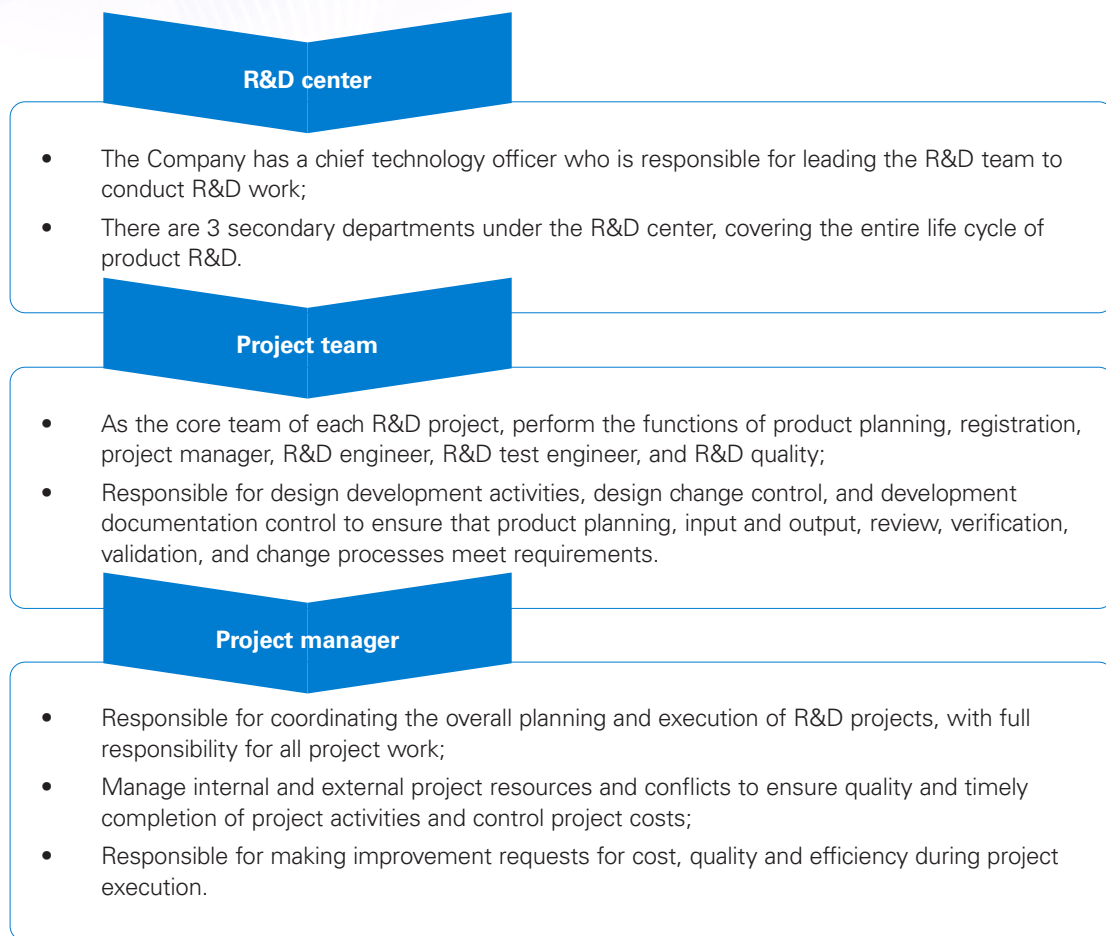 R&D center
• The Company has a chief technology officer who is responsible for leading the R&D team to
conduct R&D work;
• There are 3 secondary departments under the R&D center, covering the entire life cycle of
product R&D.
Project team
• As the core team of each R&D project, perform the functions of product planning, registration,
project manager, R&D engineer, R&D test engineer, and R&D quality;
• Responsible for design development activities, design change control, and development
documentation control to ensure that product planning, input and output, review, verification,
validation, and change processes meet requirements.
Project manager
• Responsible for coordinating the overall planning and execution of R&D projects, with full
responsibility for all project work;
• Manage internal and external project resources and conflicts to ensure quality and timely
completion of project activities and control project costs;
• Responsible for making improvement requests for cost, quality and efficiency during project
execution.